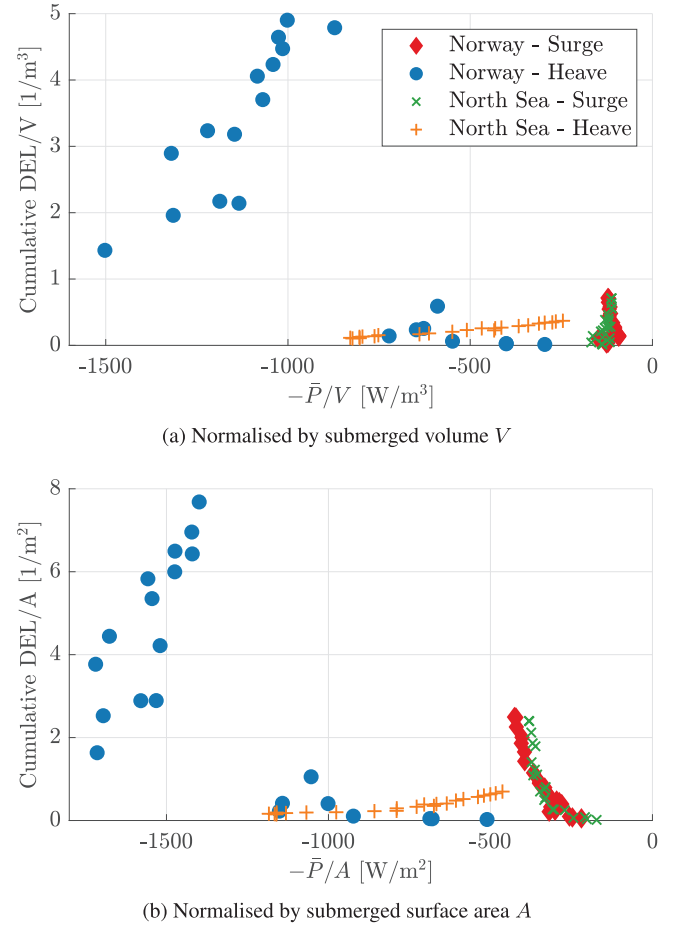 5
4
3
2
1
0
Cumulative DEL/V [1/m³]
Norway - Surge
Norway - Heave
North Sea - Surge
North Sea - Heave
-1500 -1000 -500 0
−P̄/V [W/m³]
(a) Normalised by submerged volume V
8
6
4
2
0
Cumulative DEL/A [1/m²]
-1500 -1000 -500 0
−P̄/A [W/m²]
(b) Normalised by submerged surface area A